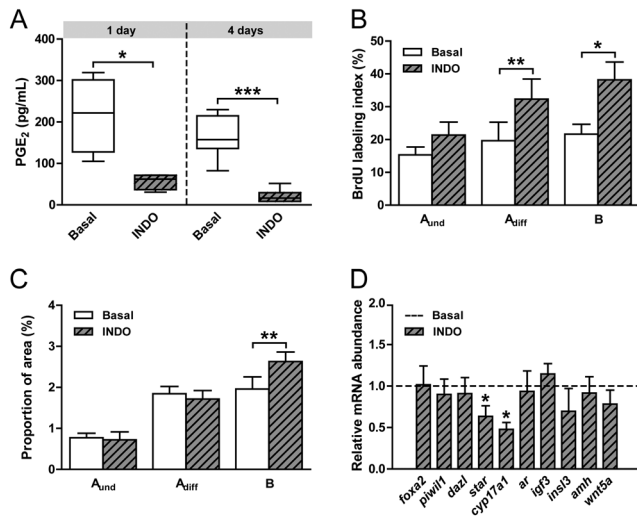 A
1 day
4 days
PGE2 (pg/mL)
400
300
200
100
0
*
***
Basal
INDO
Basal
INDO
B
Basal
INDO
BrdU labeling index (%)
50
40
30
20
10
0
**
*
Aund
Adiff
B
C
Basal
INDO
Proportion of area (%)
4
3
2
1
0
**
Aund
Adiff
B
D
Basal
INDO
Relative mRNA abundance
2.0
1.5
1.0
0.5
0.0
*
*
foxa2
piwil1
dazl
star
cyp17a1
ar
igf3
insl3
amh
wnt5a